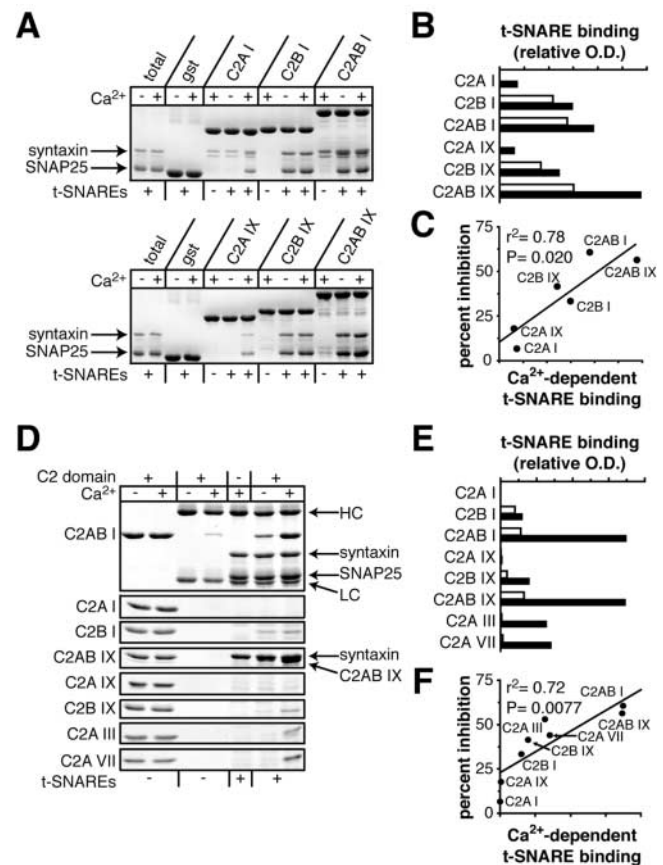 A
total
gst
C2A I
C2B I
C2AB I
Ca2+
- + - + + - + + - + + - +
syntaxin
SNAP25
t-SNAREs
+ + - + + - + + - + +
total
gst
C2A IX
C2B IX
C2AB IX
Ca2+
- + - + + - + + - + + - +
syntaxin
SNAP25
t-SNAREs
+ + - + + - + + - + +
B
t-SNARE binding
(relative O.D.)
C2A I
C2B I
C2AB I
C2A IX
C2B IX
C2AB IX
C
percent inhibition
75
50
25
0
r2= 0.78
P= 0.020
C2AB I
C2B IX
C2AB IX
C2B I
C2A IX
C2A I
Ca2+-dependent
t-SNARE binding
D
C2 domain
+ + - +
Ca2+
- + - + + - +
HC
C2AB I
syntaxin
SNAP25
LC
C2A I
C2B I
C2AB IX
syntaxin
C2AB IX
C2A IX
C2B IX
C2A III
C2A VII
- - + +
t-SNAREs
E
t-SNARE binding
(relative O.D.)
C2A I
C2B I
C2AB I
C2A IX
C2B IX
C2AB IX
C2A III
C2A VII
F
percent inhibition
75
50
25
0
r2= 0.72
P= 0.0077
C2AB I
C2A III
C2AB IX
C2A VII
C2B IX
C2B I
C2A IX
C2A I
Ca2+-dependent
t-SNARE binding